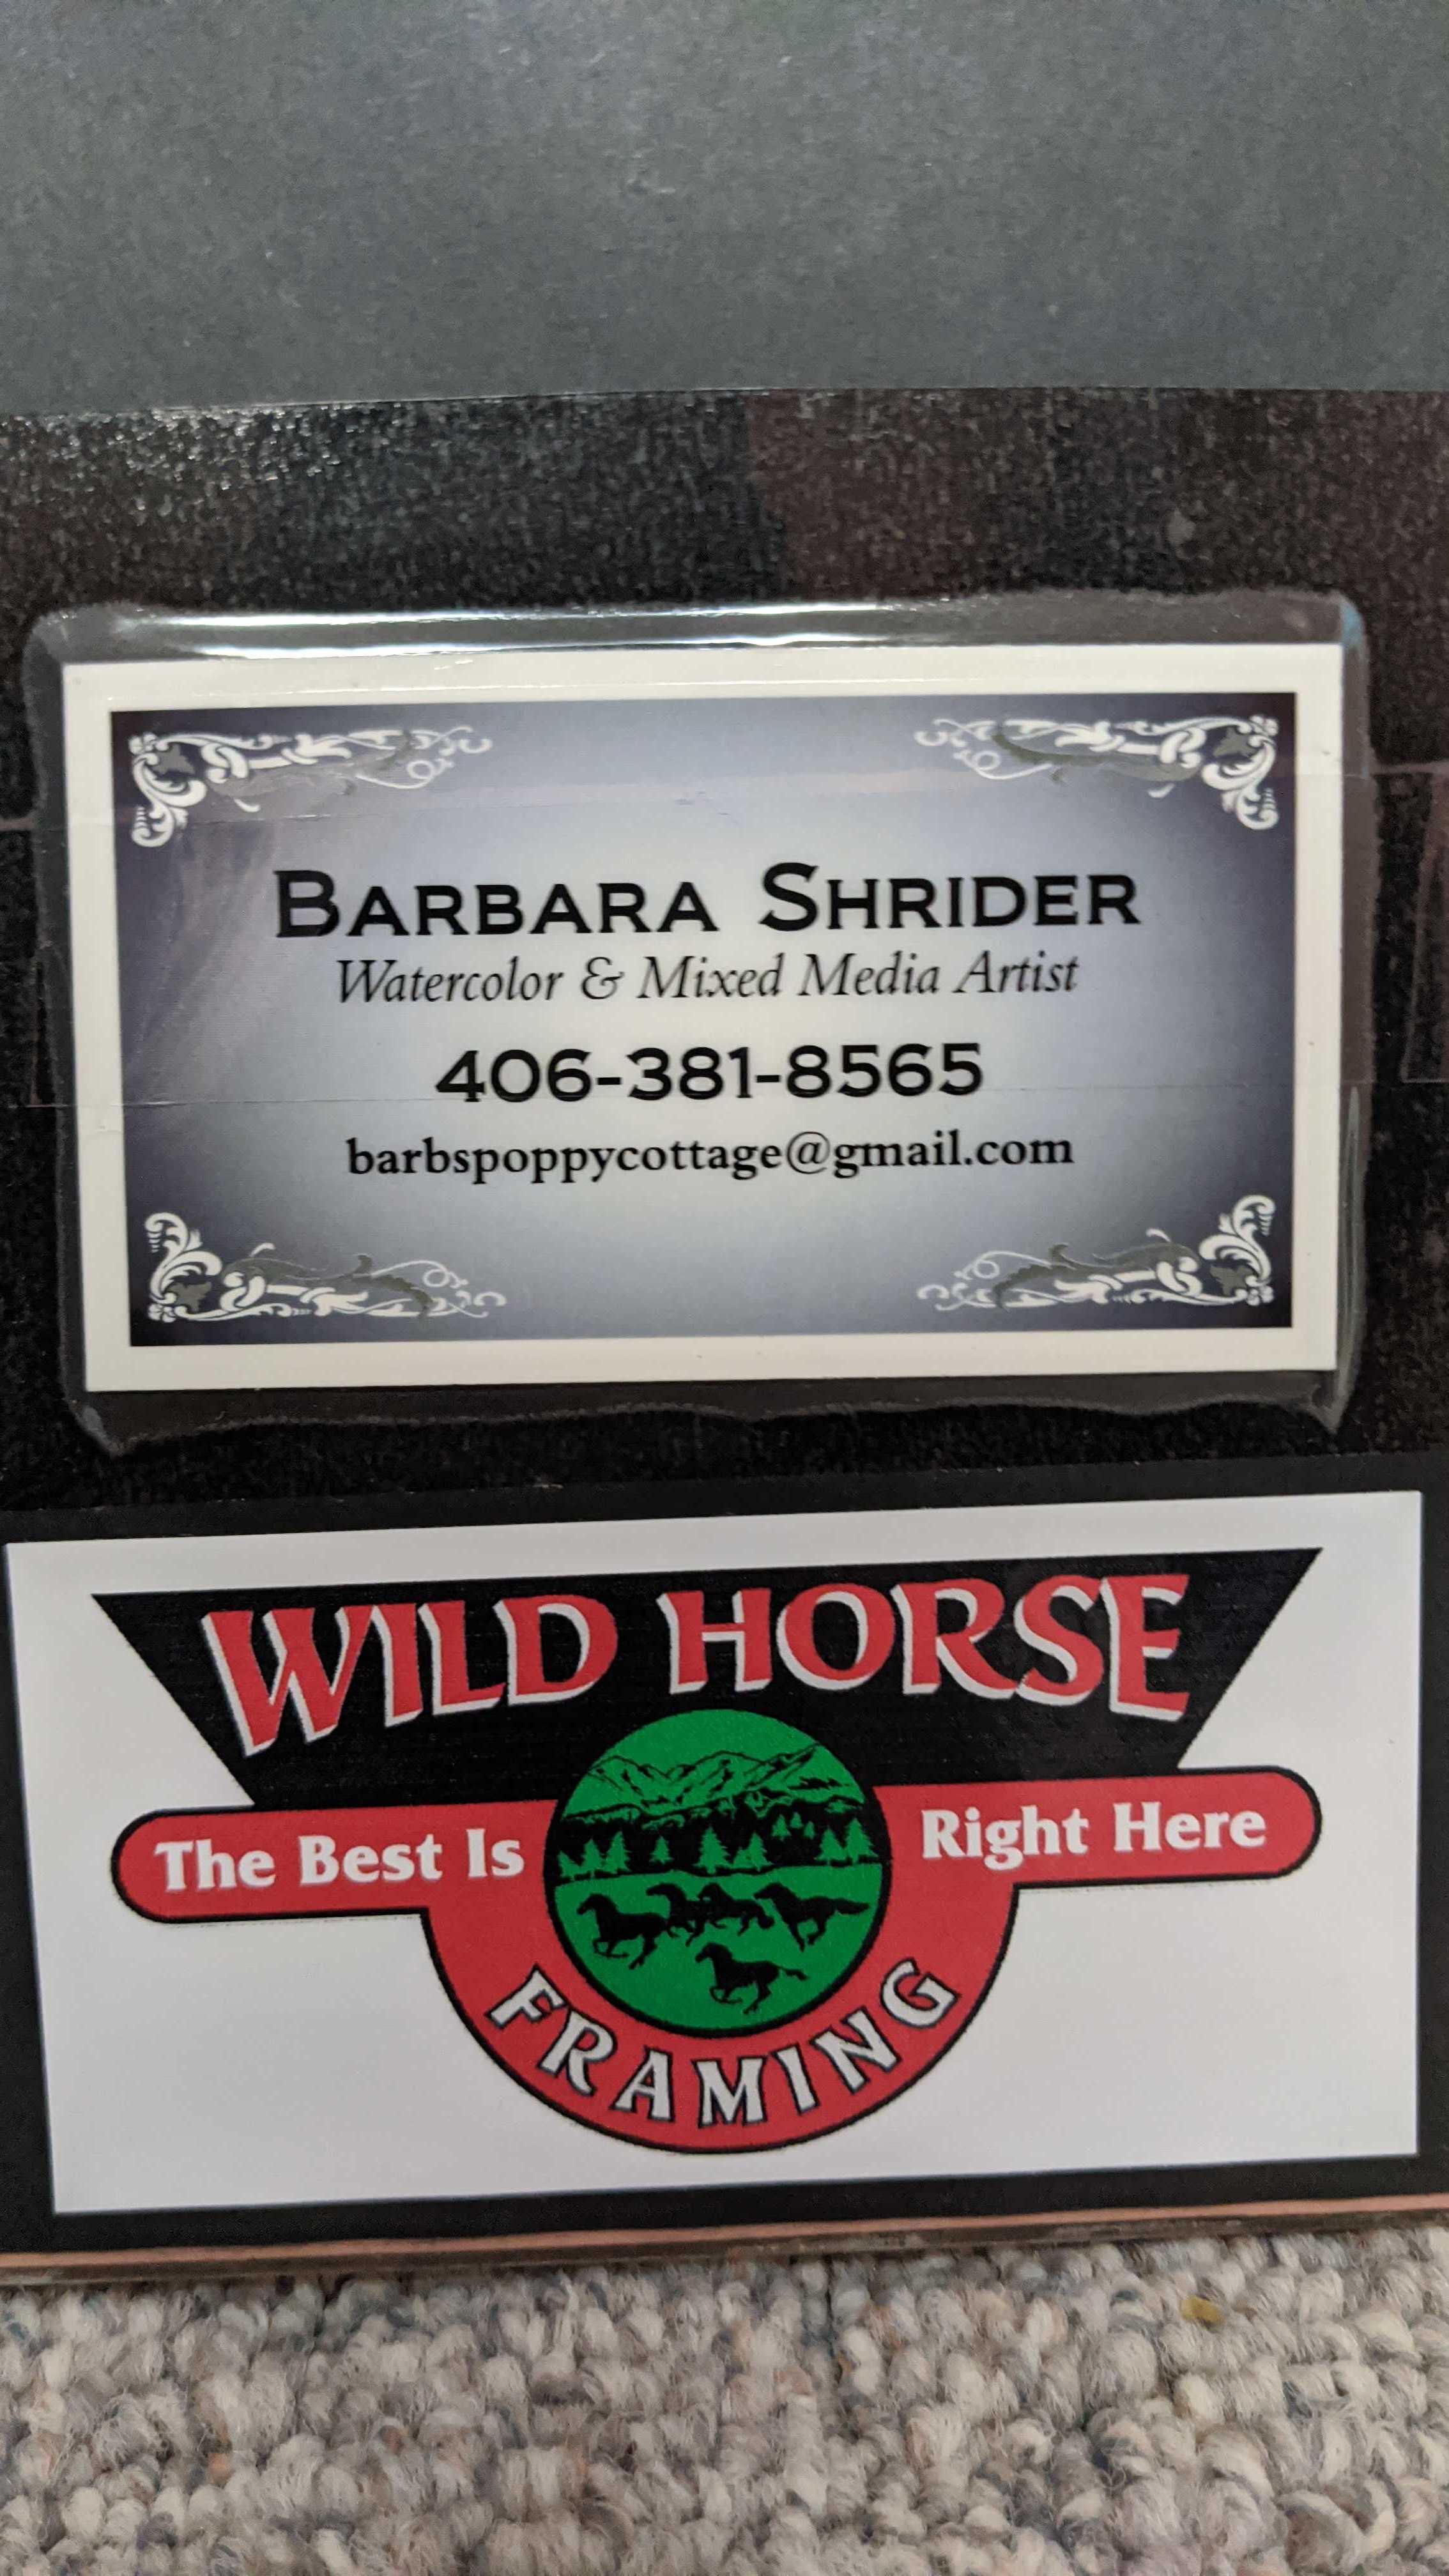 BARBARA SHRIDER
Watercolor & Mixed Media Artist
406-381-8565
barbspoppycottage@gmail.com
WILD HORSE
The Best Is Right Here
FRAMING